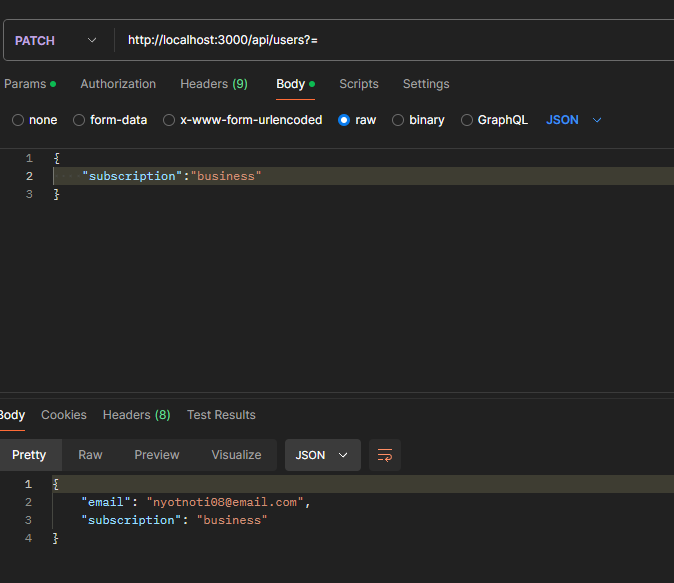 PATCH http://localhost:3000/api/users?=
Params Authorization Headers (9) Body Scripts Settings
none form-data x-www-form-urlencoded raw binary GraphQL JSON
1 {
2 "subscription":"business"
3 }
Body Cookies Headers (8) Test Results
Pretty Raw Preview Visualize JSON
1 {
2 "email": "nyotnoti08@email.com",
3 "subscription": "business"
4 }